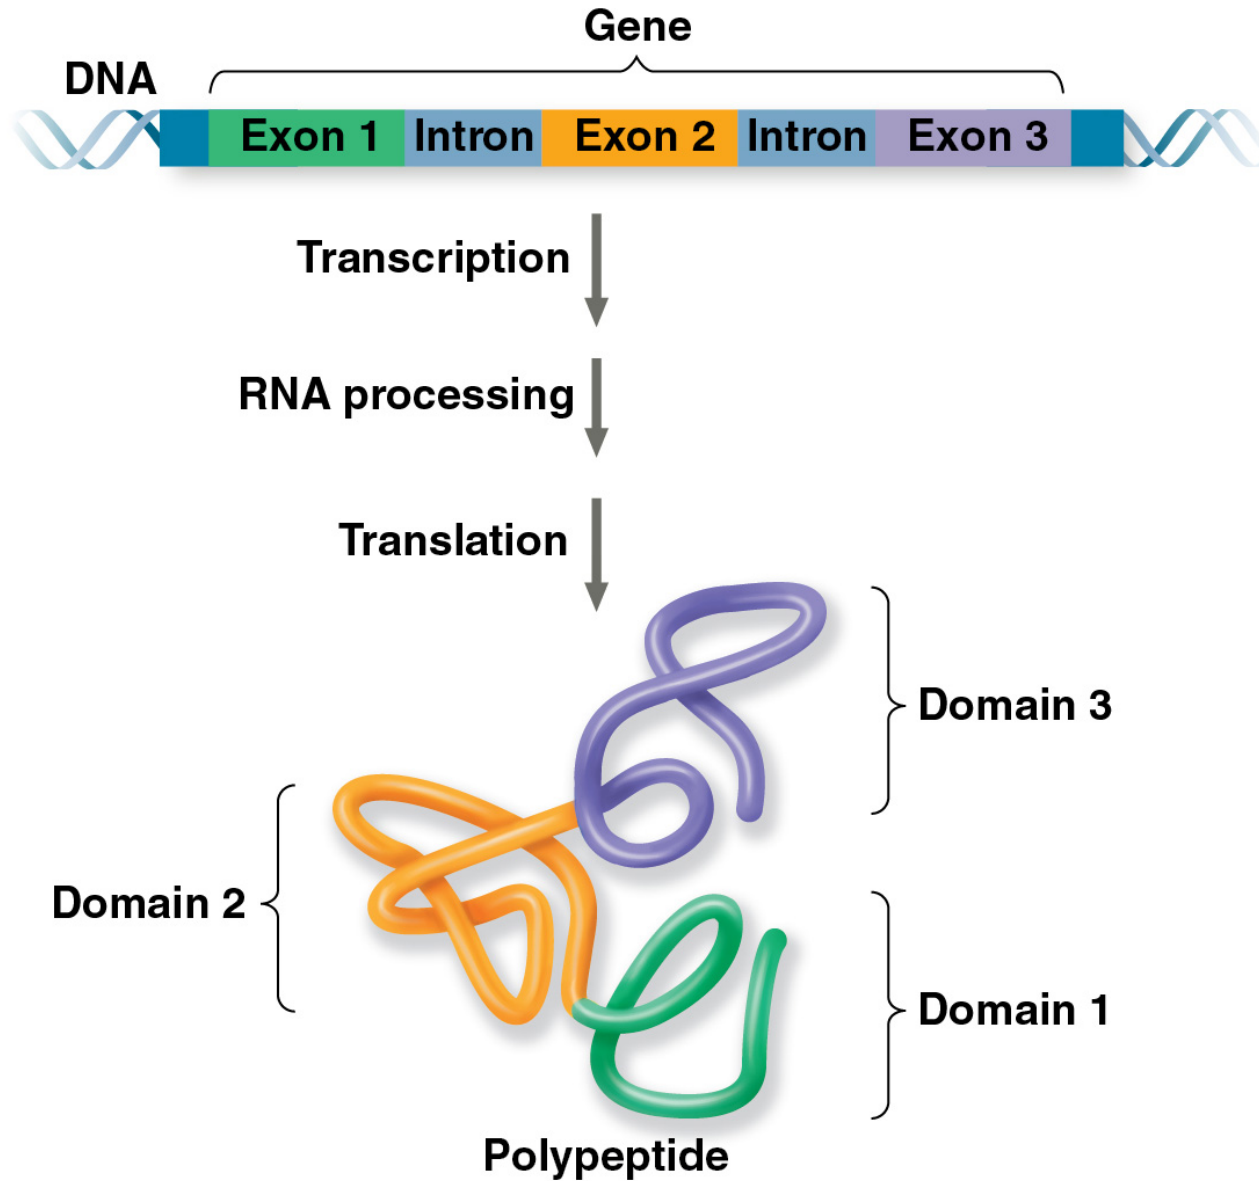 Gene
DNA
Exon 1 Intron Exon 2 Intron Exon 3
Transcription
RNA processing
Translation
Domain 3
Domain 2
Domain 1
Polypeptide